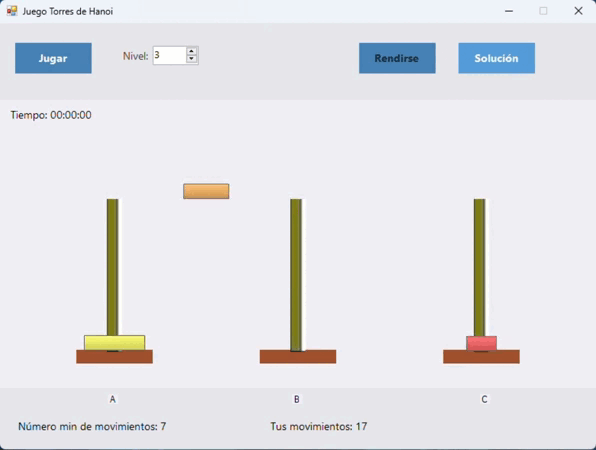 Juego Torres de Hanoi
Jugar
Nivel: 3
Rendirse
Solución
Tiempo: 00:00:00
A B C
Número min de movimientos: 7
Tus movimientos: 17